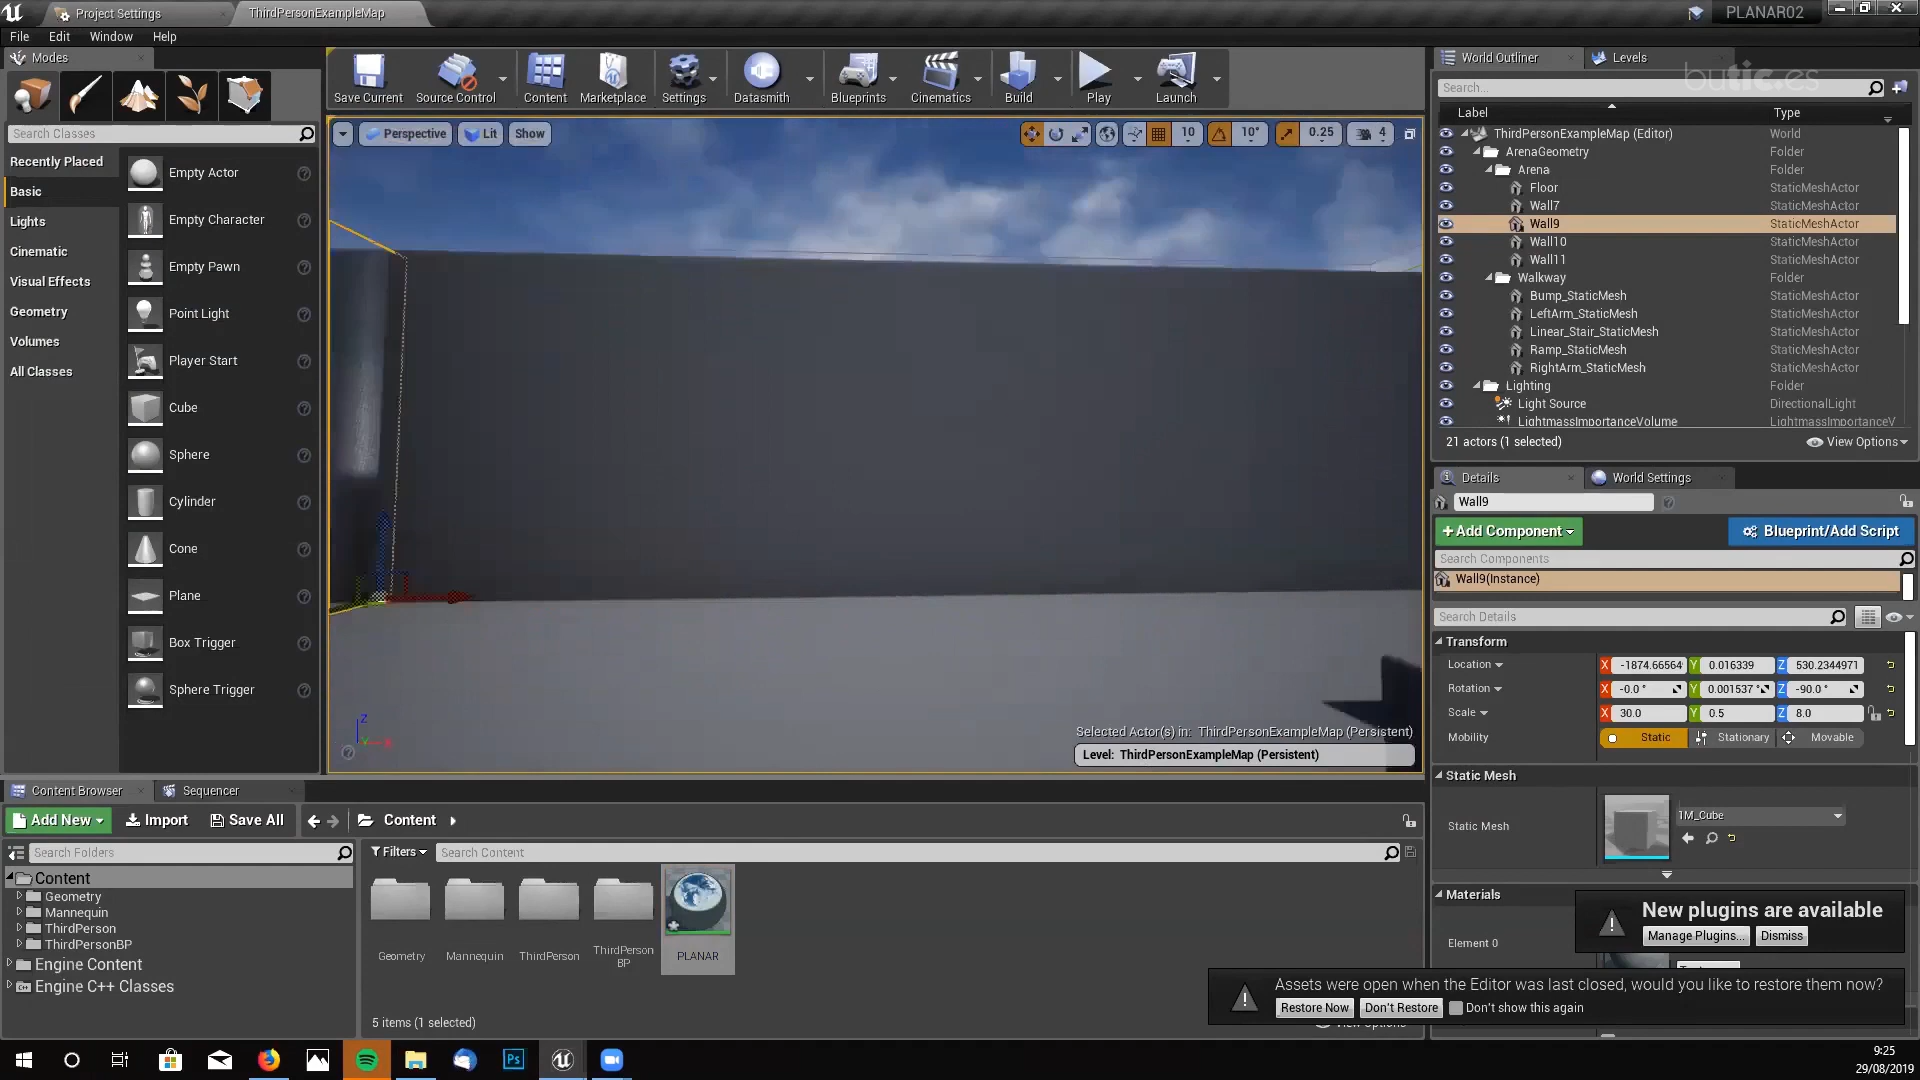 Project Settings
ThirdPersonExampleMap
PLANAR02
File Edit Window Help
Modes
Search Classes
Recently Placed
Basic
Lights
Cinematic
Visual Effects
Geometry
Volumes
All Classes
Empty Actor
Empty Character
Empty Pawn
Point Light
Player Start
Cube
Sphere
Cylinder
Cone
Plane
Box Trigger
Sphere Trigger
Save Current
Source Control
Content
Marketplace
Settings
Datasmith
Blueprints
Cinematics
Build
Play
Launch
Perspective Lit Show
10 10° 0.25 4
Selected Actor(s) in: ThirdPersonExampleMap (Persistent)
Level: ThirdPersonExampleMap (Persistent)
Z
X
World Outliner
Levels
butic.es
Search...
Label Type
ThirdPersonExampleMap (Editor) World
ArenaGeometry Folder
Arena Folder
Floor StaticMeshActor
Wall7 StaticMeshActor
Wall9 StaticMeshActor
Wall10 StaticMeshActor
Wall11 StaticMeshActor
Walkway Folder
Bump_StaticMesh StaticMeshActor
LeftArm_StaticMesh StaticMeshActor
Linear_Stair_StaticMesh StaticMeshActor
Ramp_StaticMesh StaticMeshActor
RightArm_StaticMesh StaticMeshActor
Lighting Folder
Light Source DirectionalLight
LightmassImportanceVolume LightmassImportanceV
21 actors (1 selected)
View Options
Details
World Settings
Wall9
+ Add Component
Blueprint/Add Script
Search Components
Wall9(Instance)
Search Details
Transform
Location X -1874.66564 Y 0.016339 Z 530.2344971
Rotation X -0.0 ° Y 0.001537 ° Z -90.0 °
Scale X 30.0 Y 0.5 Z 8.0
Mobility Static Stationary Movable
Static Mesh
Static Mesh
1M_Cube
Materials
Element 0
New plugins are available
Manage Plugins... Dismiss
Assets were open when the Editor was last closed, would you like to restore them now?
Restore Now Don't Restore Don't show this again
Content Browser
Sequencer
Add New Import Save All Content
Search Folders
Content
Geometry
Mannequin
ThirdPerson
ThirdPersonBP
Engine Content
Engine C++ Classes
Filters Search Content
Geometry
Mannequin
ThirdPerson
ThirdPerson
BP
PLANAR
5 items (1 selected)
Ps
9:25
29/08/2019